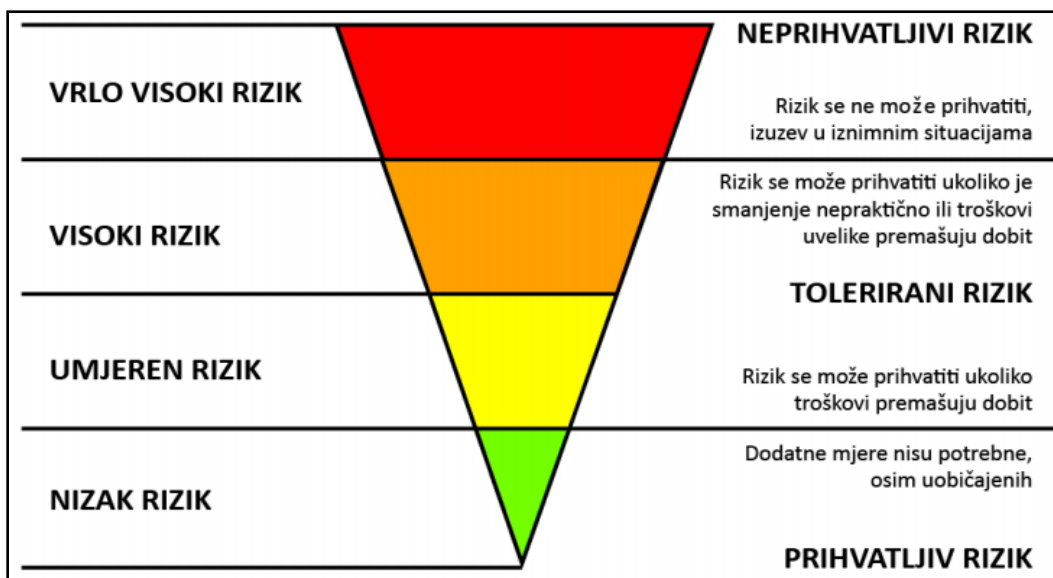 NEPRIHVATLJIVI RIZIK
VRLO VISOKI RIZIK
Rizik se ne može prihvatiti,
izuzev u iznimnim situacijama
VISOKI RIZIK
Rizik se može prihvatiti ukoliko je
smanjenje nepraktično ili troškovi
uvelike premašuju dobit
TOLERIRANI RIZIK
UMJEREN RIZIK
Rizik se može prihvatiti ukoliko
troškovi premašuju dobit
NIZAK RIZIK
Dodatne mjere nisu potrebne,
osim uobičajenih
PRIHVATLJIV RIZIK